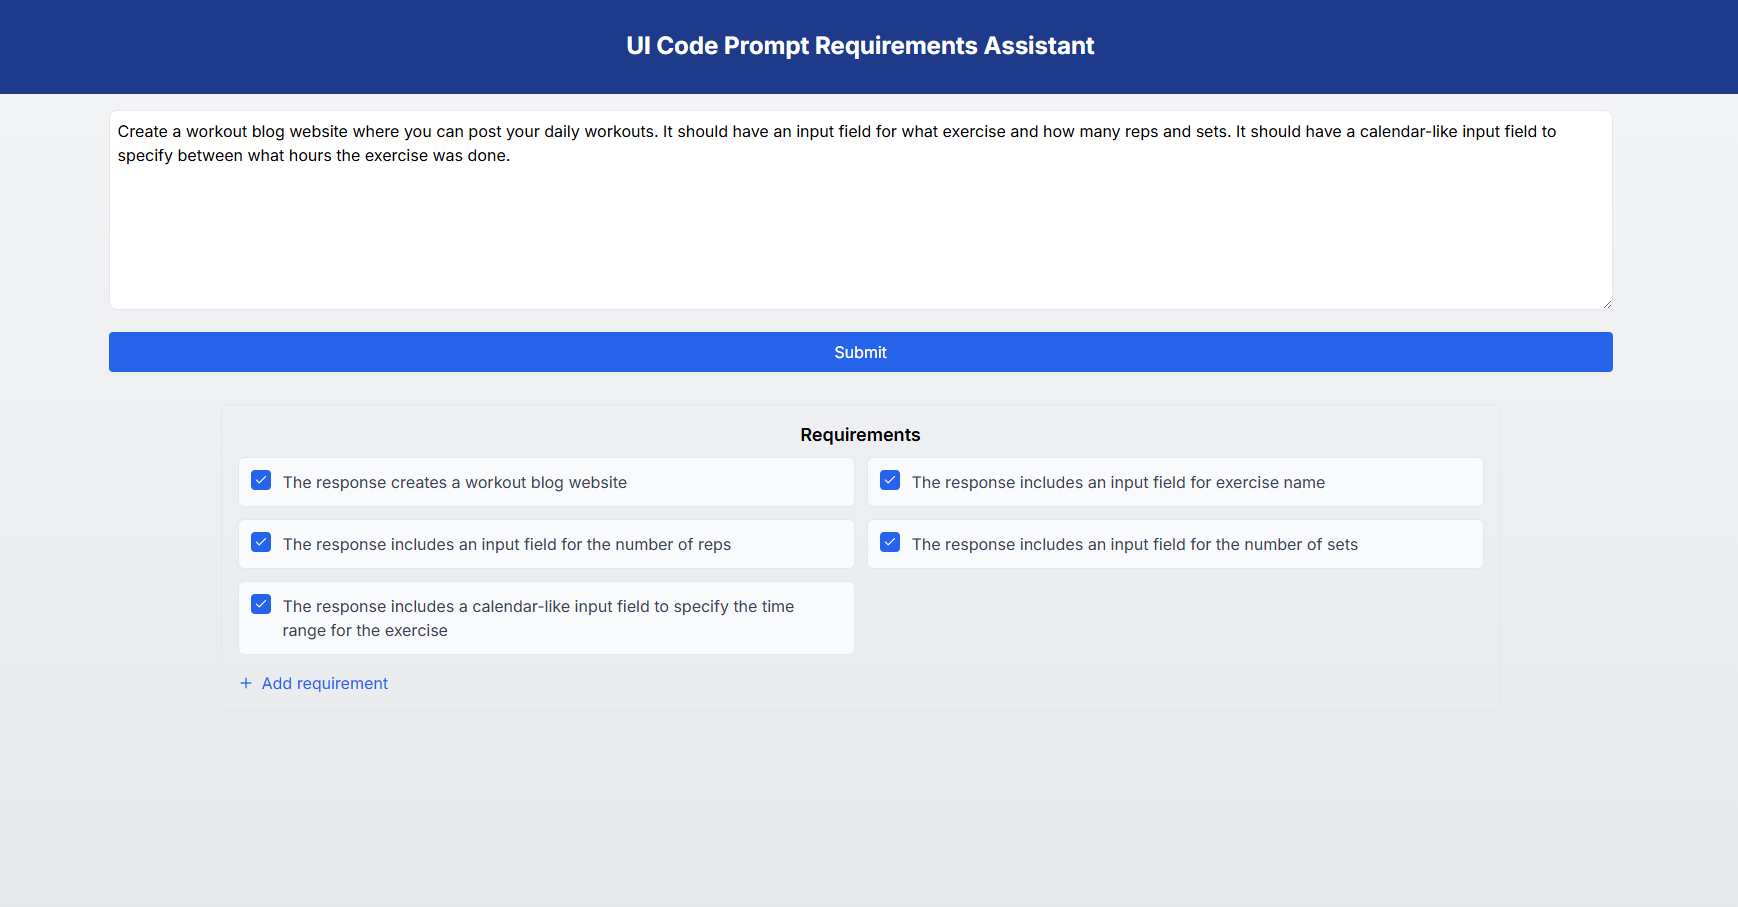 UI Code Prompt Requirements Assistant
Create a workout blog website where you can post your daily workouts. It should have an input field for what exercise and how many reps and sets. It should have a calendar-like input field to
specify between what hours the exercise was done.
Submit
Requirements
The response creates a workout blog website
The response includes an input field for exercise name
The response includes an input field for the number of reps
The response includes an input field for the number of sets
The response includes a calendar-like input field to specify the time
range for the exercise
+ Add requirement